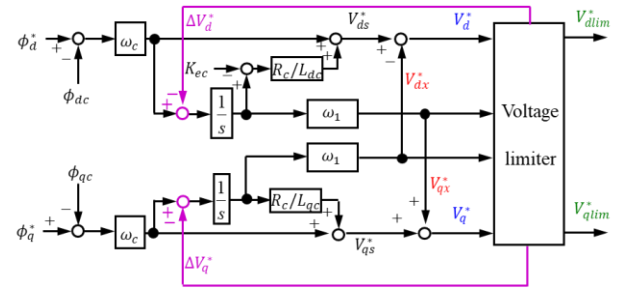 ΔV_d^*
V_ds^*
V_d^*
V_dlim^*
ϕ_d^*
+
−
ω_c
+
+
+
−
ϕ_dc
K_ec
−
+
R_c/L_dc
V_dx^*
−
+
1/s
ω_1
Voltage
limiter
ω_1
ϕ_qc
V_qx^*
−
+
−
1/s
R_c/L_qc
+
+
+
+
V_q^*
V_qlim^*
ϕ_q^*
+
ω_c
ΔV_q^*
V_qs^*